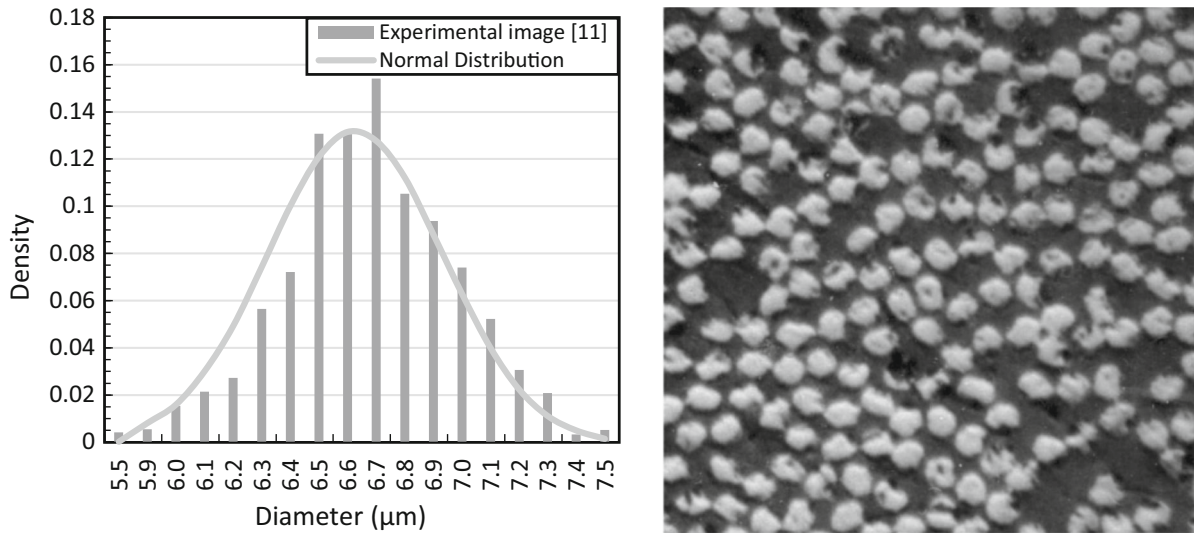 0.18
0.16
0.14
0.12
0.1
0.08
0.06
0.04
0.02
0
Density
Experimental image [11]
Normal Distribution
5.5 5.9 6.0 6.1 6.2 6.3 6.4 6.5 6.6 6.7 6.8 6.9 7.0 7.1 7.2 7.3 7.4 7.5
Diameter (μm)